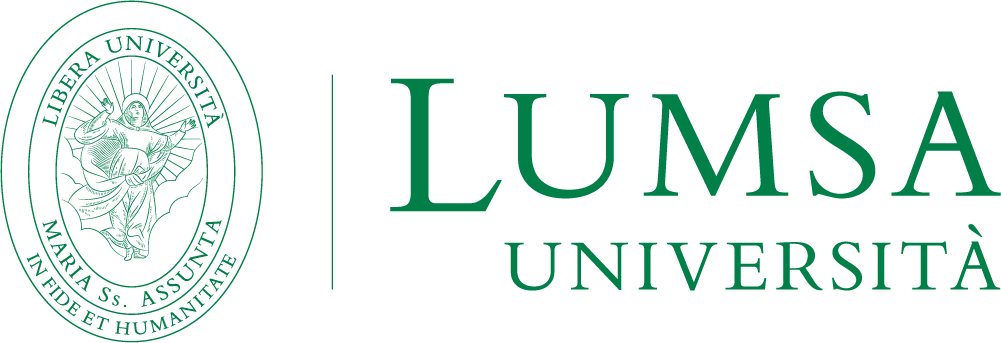 LIBERA UNIVERSITÀ
MARIA Ss. ASSUNTA
IN FIDE ET HUMANITATE
LUMSA
UNIVERSITÀ